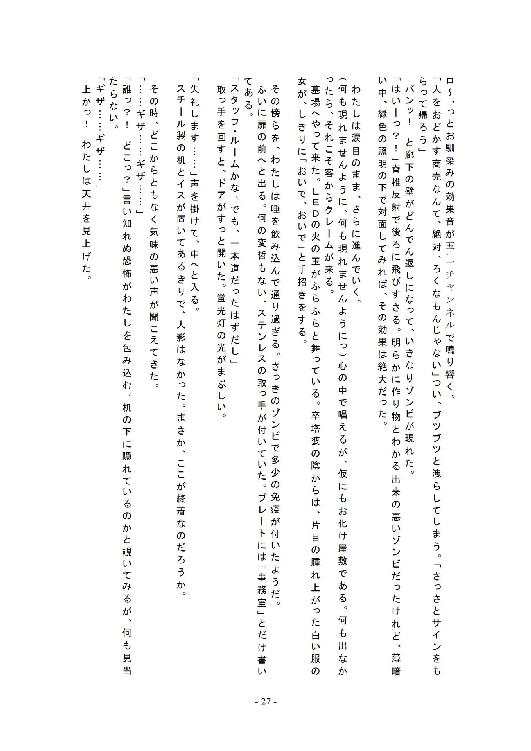 ロ～、っとお馴染みの効果音が五・一チャンネルで鳴り響く。
「人をおどかす商売なんて、絶対、ろくなもんじゃない」つい、ブツブツと洩らしてしまう。「さっさとサインをも
らって帰ろう」
バンッ！　と廊下の壁がどんでん返しになって、いきなりゾンビが現れた。
「はいーっ？！」脊椎反射で後ろに飛びすさる。明らかに作り物とわかる出来の悪いゾンビだったけれど、薄暗
い中、緑色の照明の下で対面してみれば、その効果は絶大だった。
わたしは涙目のまま、さらに進んでいく。
（何も現れませんように、何も現れませんようにっ）心の中で唱えるが、仮にもお化け屋敷である。何も出なか
ったら、それこそ客からクレームが来る。
墓場へやって来た。ＬＥＤの火の玉がふらふらと舞っている。卒塔婆の陰からは、片目の腫れ上がった白い服の
女が、しきりに「おいで、おいで」と手招きをする。
その傍らを、わたしは唾を飲み込んで通り過ぎる。さっきのゾンビで多少の免疫が付いたようだ。
ふいに扉の前へと出る。何の変哲もない、ステンレスの取っ手が付いていた。プレートには「事務室」とだけ書い
てある。
「スタッフ・ルームかな。でも、一本道だったはずだし」
取っ手を回すと、ドアがすっと開いた。蛍光灯の光がまぶしい。
「失礼します……」声を掛けて、中へと入る。
スチール製の机とイスが置いてあるきりで、人影はなかった。まさか、ここが終着なのだろうか。
その時、どこからともなく気味の悪い声が聞こえてきた。
「……ギザ……ギザ……」
「誰っ？！　どこっ？」言い知れぬ恐怖がわたしを包み込む。机の下に隠れているのかと覗いてみるが、何も見当
たらない。
「ギザ……ギザ……
上かっ！　わたしは天井を見上げた。
- 27 -